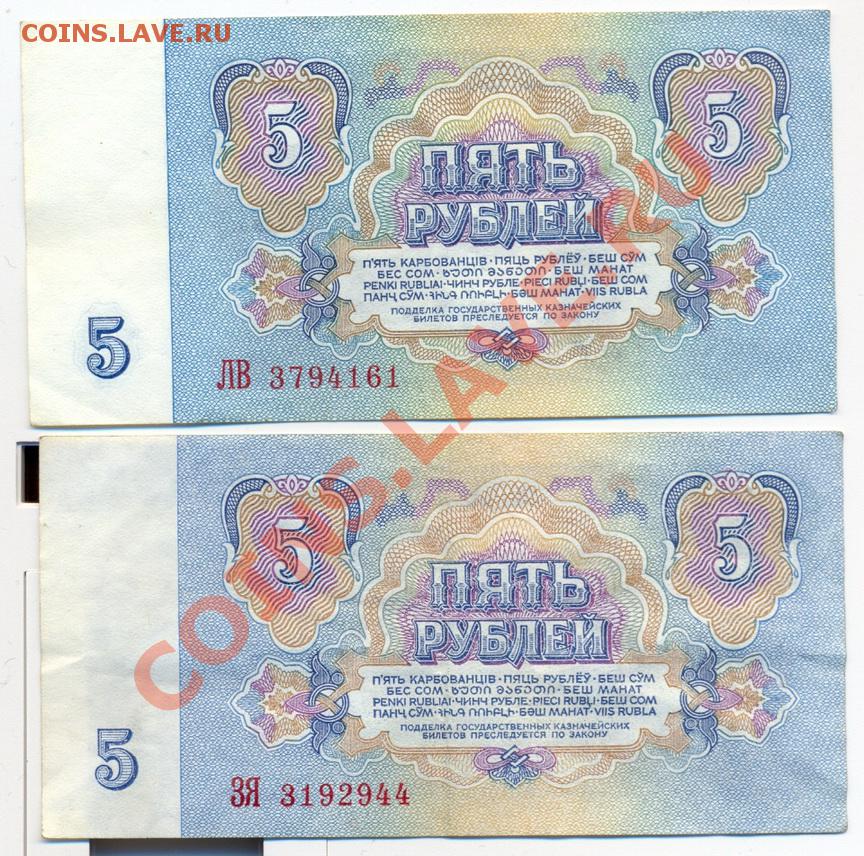 COINS.LAVE.RU
5 5
ПЯТЬ
РУБЛЕЙ
П'ЯТЬ КАРБОВАНЦІВ · ПЯЦЬ РУБЛЁЎ · БЕШ СЎМ
БЕС СОМ · ᲮᲣᲗᲘ ᲛᲐᲜᲔᲗᲘ · БЕШ МАНАТ
PENKI RUBLIAI · ЧИНЧ РУБЛЕ · PIECI RUBĻI · БЕШ СОМ
ПАНҶ СӮМ · ՀԻՆԳ ՌՈՒԲԼԻ · БӘШ МАНАТ · VIIS RUBLA
ПОДДЕЛКА ГОСУДАРСТВЕННЫХ КАЗНАЧЕЙСКИХ
БИЛЕТОВ ПРЕСЛЕДУЕТСЯ ПО ЗАКОНУ
5
ЛВ 3794161
COINS.LAVE.RU
5 5
ПЯТЬ
РУБЛЕЙ
П'ЯТЬ КАРБОВАНЦІВ · ПЯЦЬ РУБЛЁЎ · БЕШ СЎМ
БЕС СОМ · ᲮᲣᲗᲘ ᲛᲐᲜᲔᲗᲘ · БЕШ МАНАТ
PENKI RUBLIAI · ЧИНЧ РУБЛЕ · PIECI RUBĻI · БЕШ СОМ
ПАНҶ СӮМ · ՀԻՆԳ ՌՈՒԲԼԻ · БӘШ МАНАТ · VIIS RUBLA
ПОДДЕЛКА ГОСУДАРСТВЕННЫХ КАЗНАЧЕЙСКИХ
БИЛЕТОВ ПРЕСЛЕДУЕТСЯ ПО ЗАКОНУ
5
ЗЯ 3192944